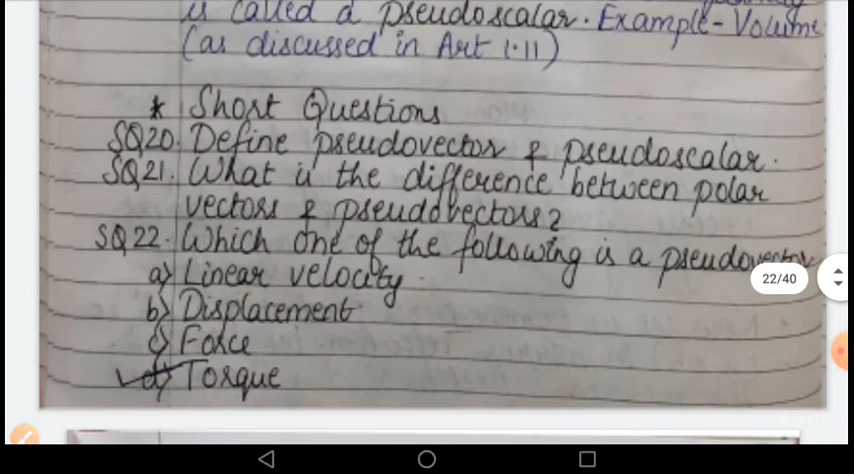 is called a pseudoscalar. Example - Volume
(as discussed in Art 1.11)
* Short Questions
SQ20. Define pseudovector & pseudoscalar.
SQ21. What is the difference between polar
vectors & pseudovectors?
SQ22. Which one of the following is a pseudovector
a) Linear velocity.
b) Displacement.
c) Force
d) Torque
22/40